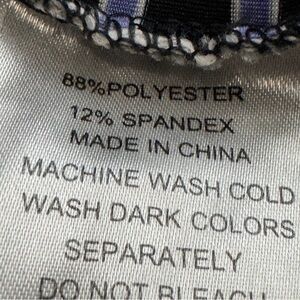 88%POLYESTER
12% SPANDEX
MADE IN CHINA
MACHINE WASH COLD
WASH DARK COLORS
SEPARATELY
DO NOT BLEACH